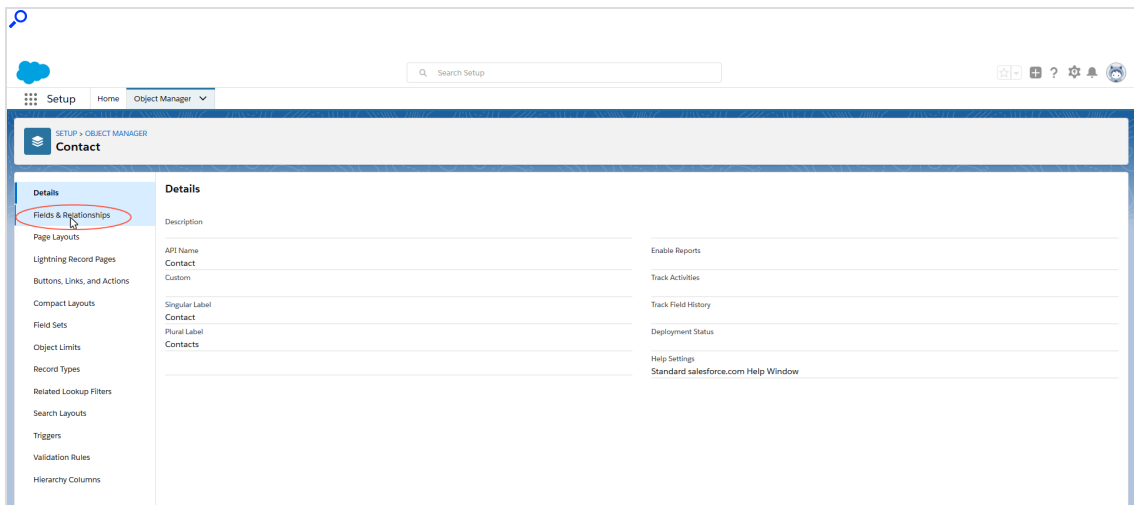 Search Setup
Setup Home Object Manager
SETUP > OBJECT MANAGER
Contact
Details
Fields & Relationships
Page Layouts
Lightning Record Pages
Buttons, Links, and Actions
Compact Layouts
Field Sets
Object Limits
Record Types
Related Lookup Filters
Search Layouts
Triggers
Validation Rules
Hierarchy Columns
Details
Description
API Name
Contact
Custom
Singular Label
Contact
Plural Label
Contacts
Enable Reports
Track Activities
Track Field History
Deployment Status
Help Settings
Standard salesforce.com Help Window